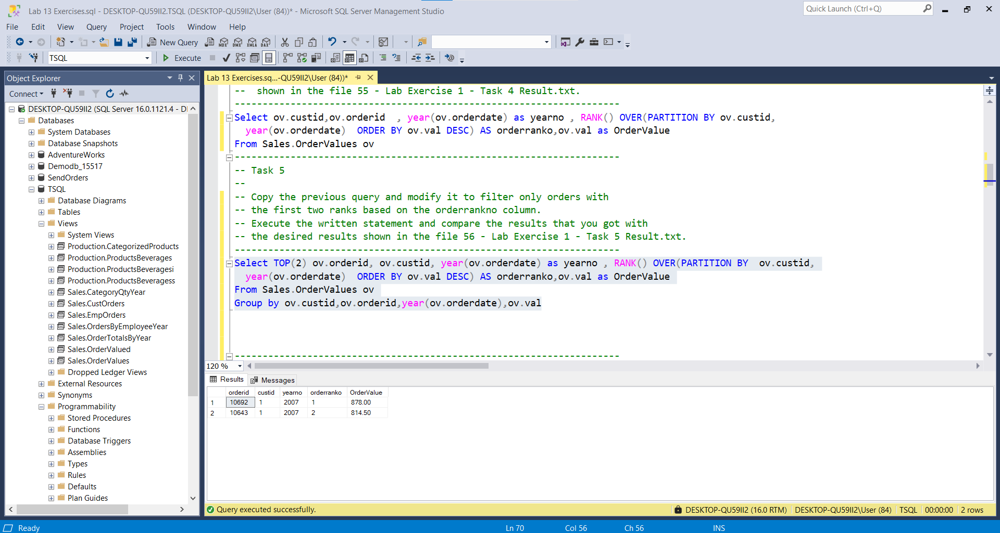 Lab 13 Exercises.sql - DESKTOP-QU59II2.TSQL (DESKTOP-QU59II2\User (84))* - Microsoft SQL Server Management Studio
Quick Launch (Ctrl+Q)
File Edit View Query Project Tools Window Help
New Query MDX DMX XMLA DAX
TSQL Execute
Object Explorer
Connect
DESKTOP-QU59II2 (SQL Server 16.0.1121.4 - D
Databases
System Databases
Database Snapshots
AdventureWorks
Demodb_15517
SendOrders
TSQL
Database Diagrams
Tables
Views
System Views
Production.CategorizedProducts
Production.ProductsBeverages
Production.ProductsBeveragesi
Production.ProductsBeveragess
Sales.CategoryQtyYear
Sales.CustOrders
Sales.EmpOrders
Sales.OrdersByEmployeeYear
Sales.OrderTotalsByYear
Sales.OrderValued
Sales.OrderValues
Dropped Ledger Views
External Resources
Synonyms
Programmability
Stored Procedures
Functions
Database Triggers
Assemblies
Types
Rules
Defaults
Plan Guides
Lab 13 Exercises.sq...-QU59II2\User (84))*
--  shown in the file 55 - Lab Exercise 1 - Task 4 Result.txt.
---------------------------------------------------------------------
Select ov.custid,ov.orderid  , year(ov.orderdate) as yearno , RANK() OVER(PARTITION BY ov.custid,
year(ov.orderdate)  ORDER BY ov.val DESC) AS orderranko,ov.val as OrderValue
From Sales.OrderValues ov
---------------------------------------------------------------------
-- Task 5
--
-- Copy the previous query and modify it to filter only orders with
-- the first two ranks based on the orderrankno column.
-- Execute the written statement and compare the results that you got with
-- the desired results shown in the file 56 - Lab Exercise 1 - Task 5 Result.txt.
---------------------------------------------------------------------
Select TOP(2) ov.orderid, ov.custid, year(ov.orderdate) as yearno , RANK() OVER(PARTITION BY  ov.custid,
year(ov.orderdate)  ORDER BY ov.val DESC) AS orderranko,ov.val as OrderValue
From Sales.OrderValues ov
Group by ov.custid,ov.orderid,year(ov.orderdate),ov.val
---------------------------------------------------------------------
120 %
Results Messages
orderid custid yearno orderranko OrderValue
1 10692 1 2007 1 878.00
2 10643 1 2007 2 814.50
Query executed successfully. DESKTOP-QU59II2 (16.0 RTM) DESKTOP-QU59II2\User (84) TSQL 00:00:00 2 rows
Ready Ln 70 Col 56 Ch 56 INS